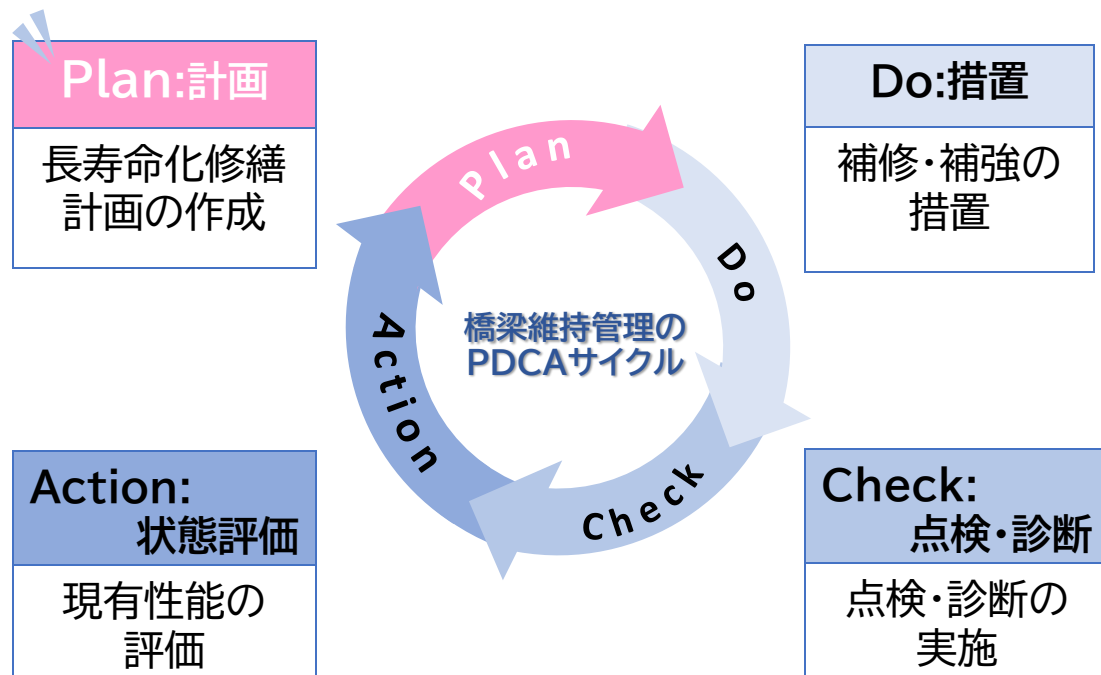 Plan:計画
長寿命化修繕
計画の作成
Do:措置
補修・補強の
措置
Plan
Do
Check
Action
橋梁維持管理の
PDCAサイクル
Action:
状態評価
現有性能の
評価
Check:
点検・診断
点検・診断の
実施